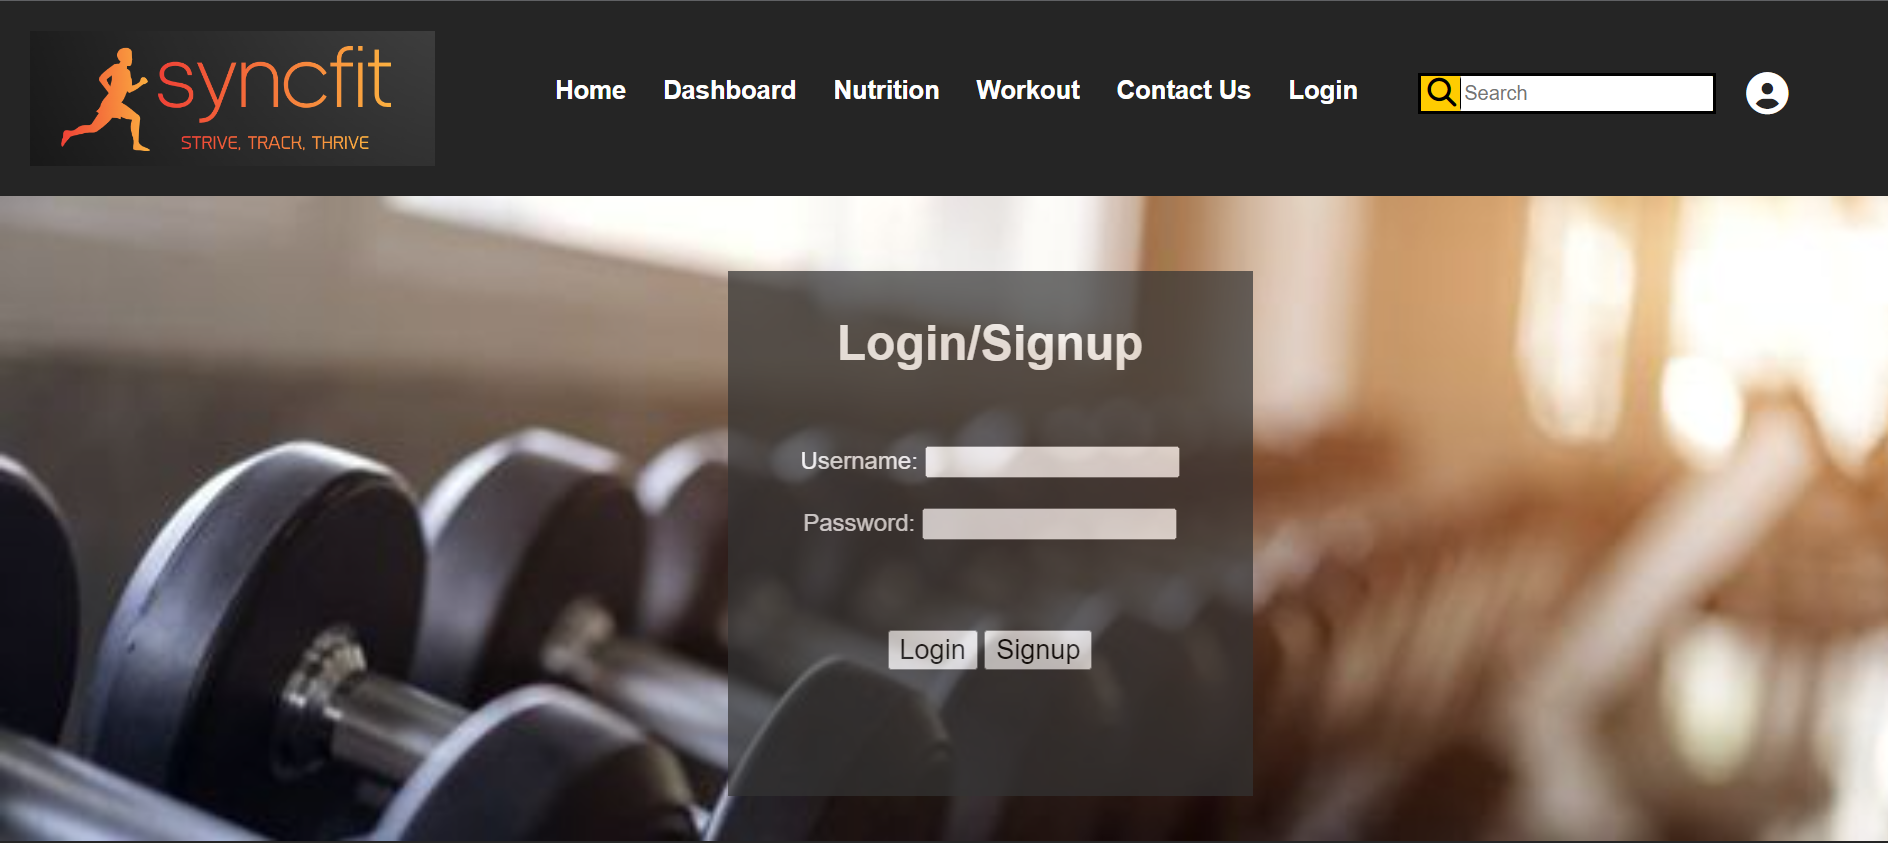 syncfit
STRIVE, TRACK, THRIVE
Home Dashboard Nutrition Workout Contact Us Login
Search
Login/Signup
Username:
Password:
Login Signup